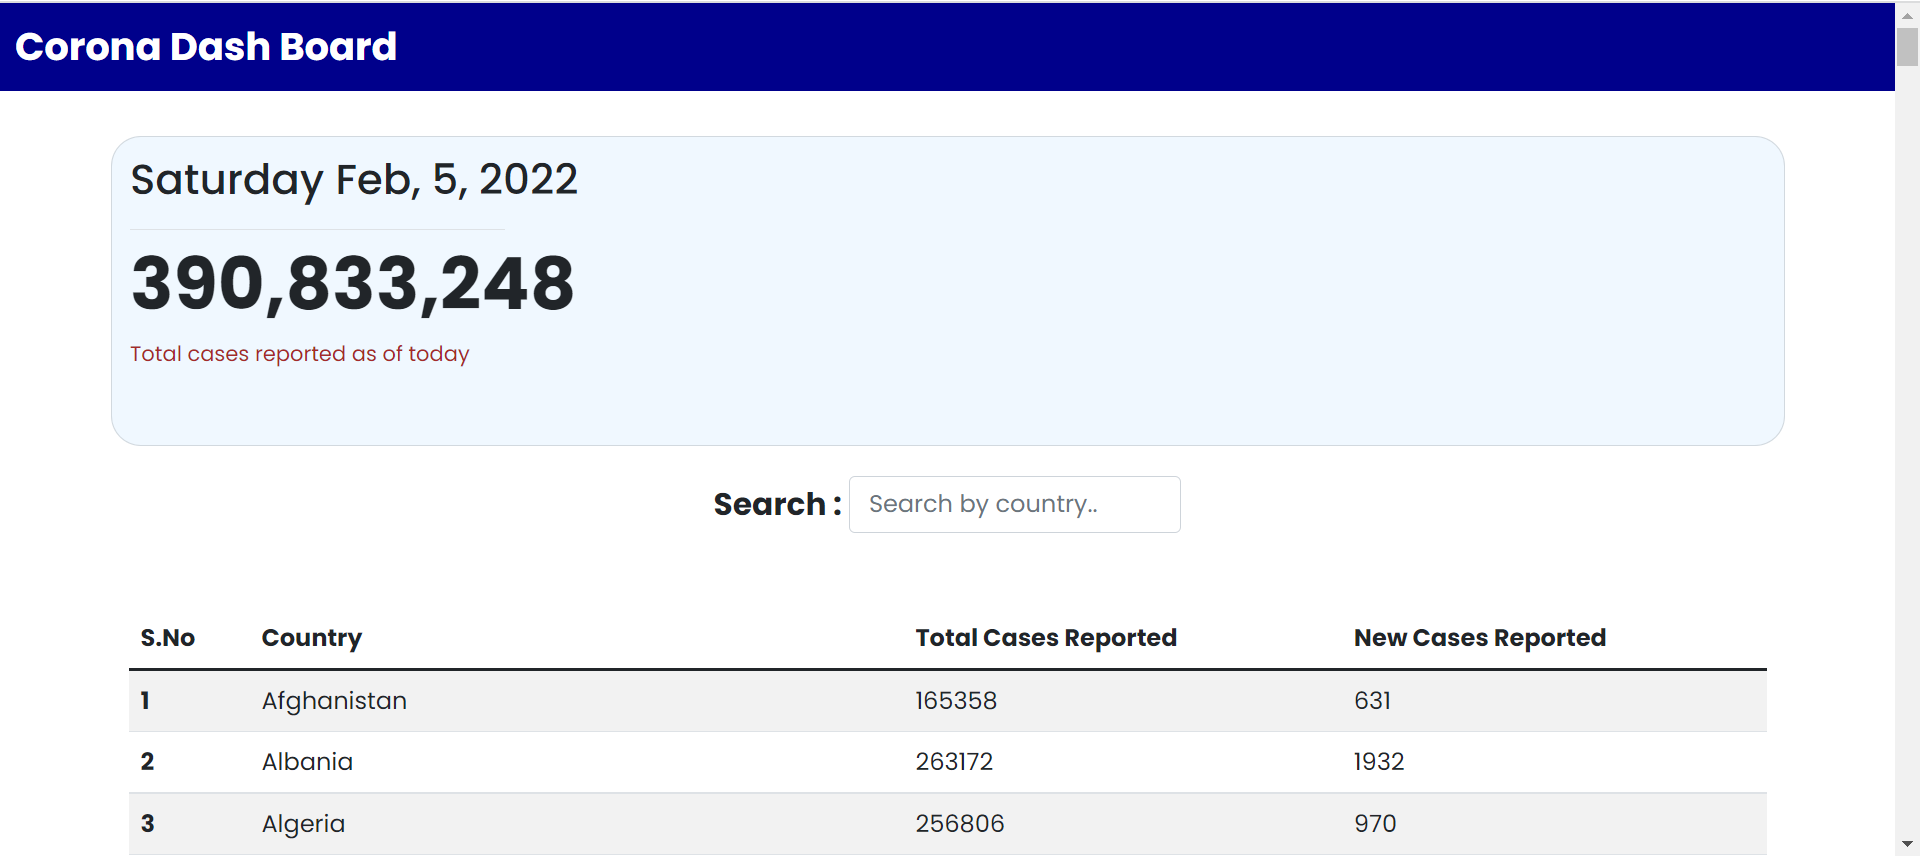 Corona Dash Board
Saturday Feb, 5, 2022
390,833,248
Total cases reported as of today
Search : Search by country..
S.No Country Total Cases Reported New Cases Reported
1 Afghanistan 165358 631
2 Albania 263172 1932
3 Algeria 256806 970